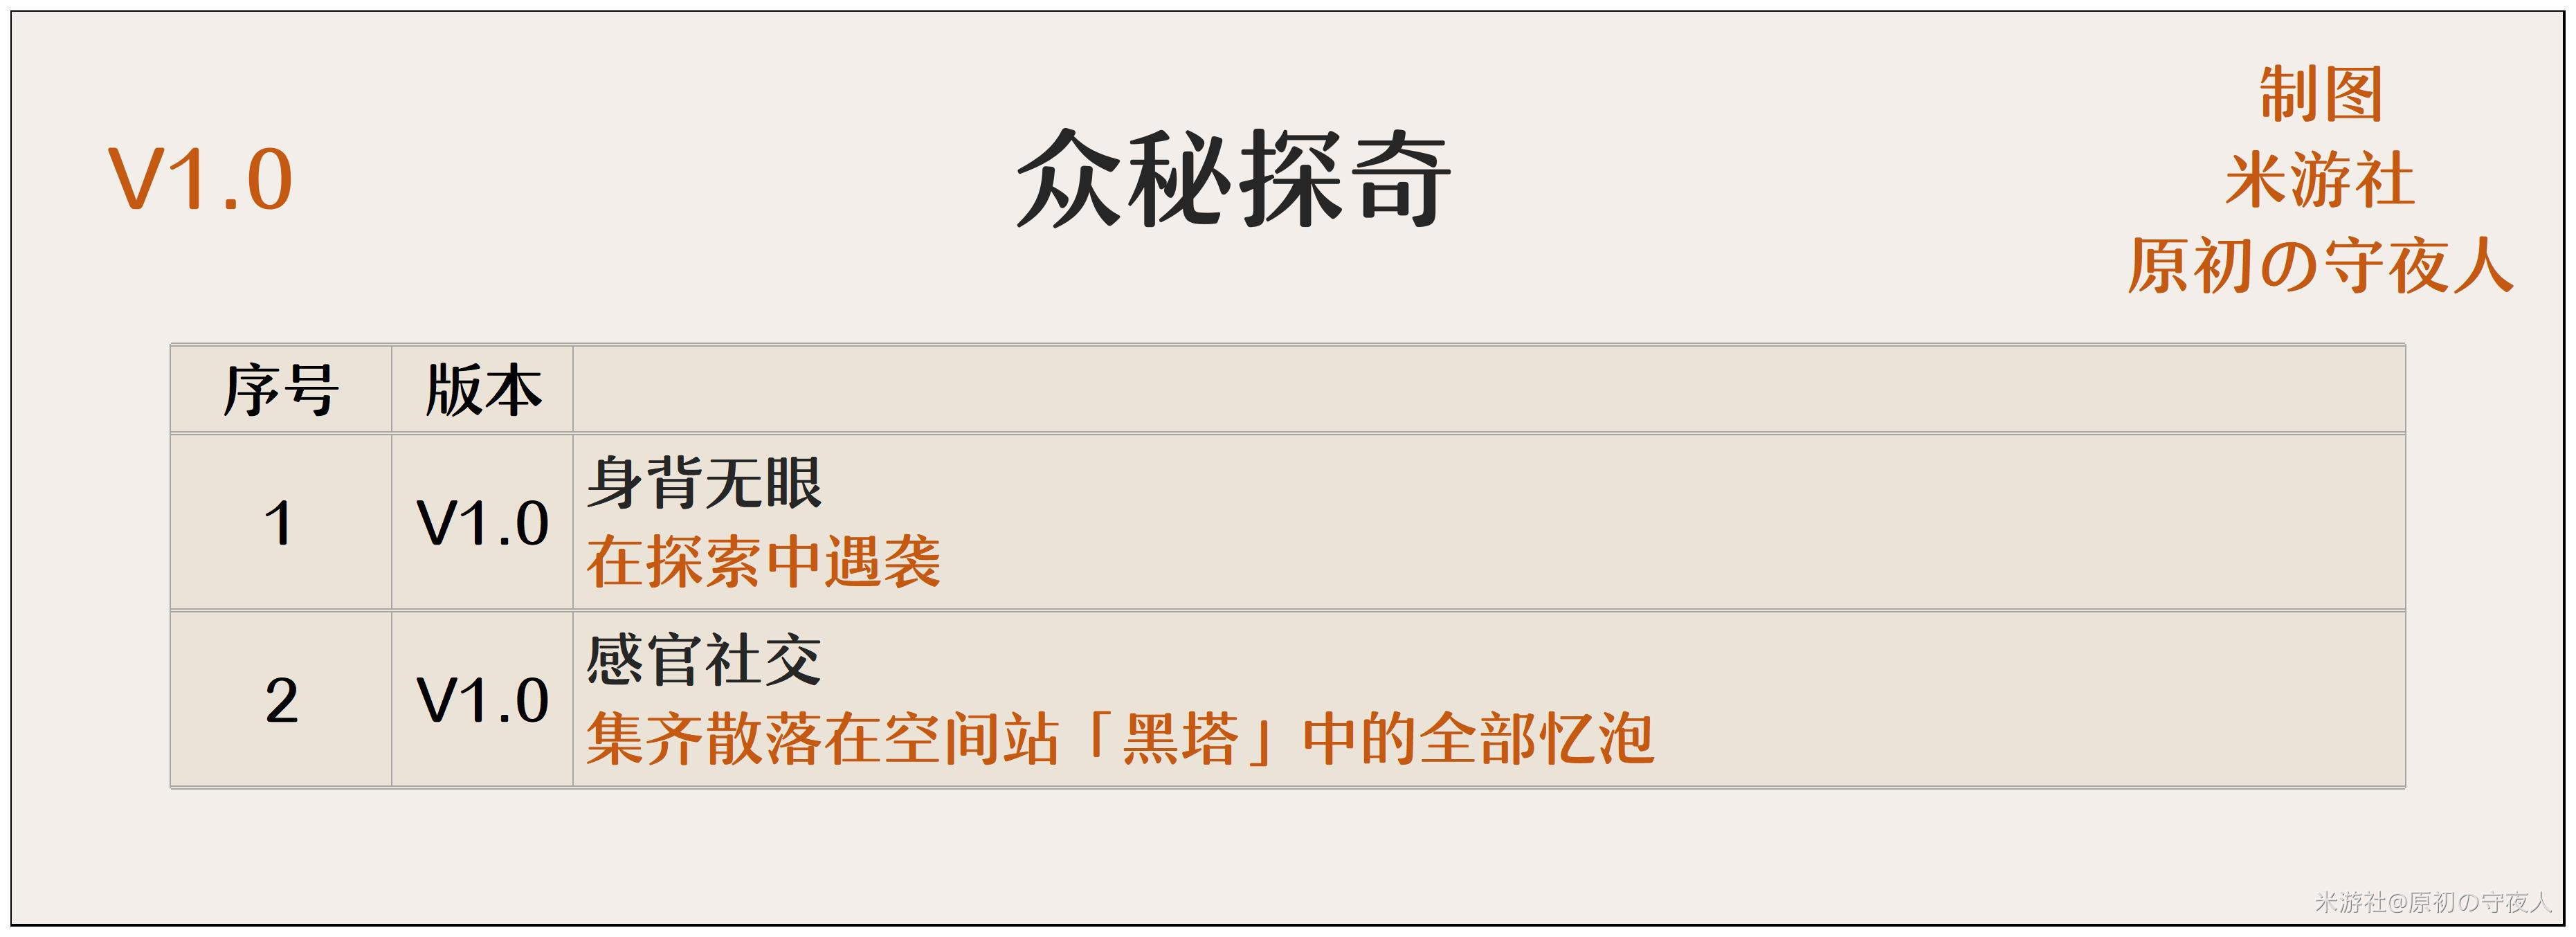 V1.0
众秘探奇
制图
米游社
原初の守夜人
序号 版本
1 V1.0 身背无眼
在探索中遇袭
2 V1.0 感官社交
集齐散落在空间站「黑塔」中的全部忆泡
米游社@原初の守夜人